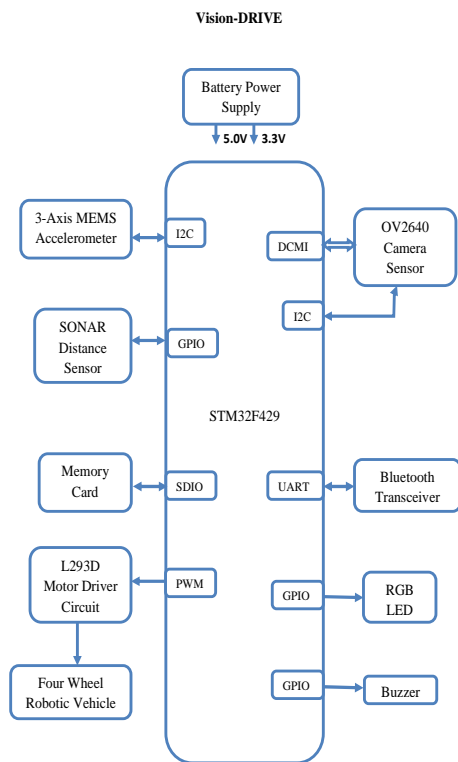 Vision-DRIVE
Battery Power
Supply
5.0V 3.3V
3-Axis MEMS
Accelerometer
I2C
DCMI
OV2640
Camera
Sensor
I2C
SONAR
Distance
Sensor
GPIO
STM32F429
Memory
Card
SDIO
UART
Bluetooth
Transceiver
L293D
Motor Driver
Circuit
PWM
GPIO
RGB
LED
Four Wheel
Robotic Vehicle
GPIO
Buzzer